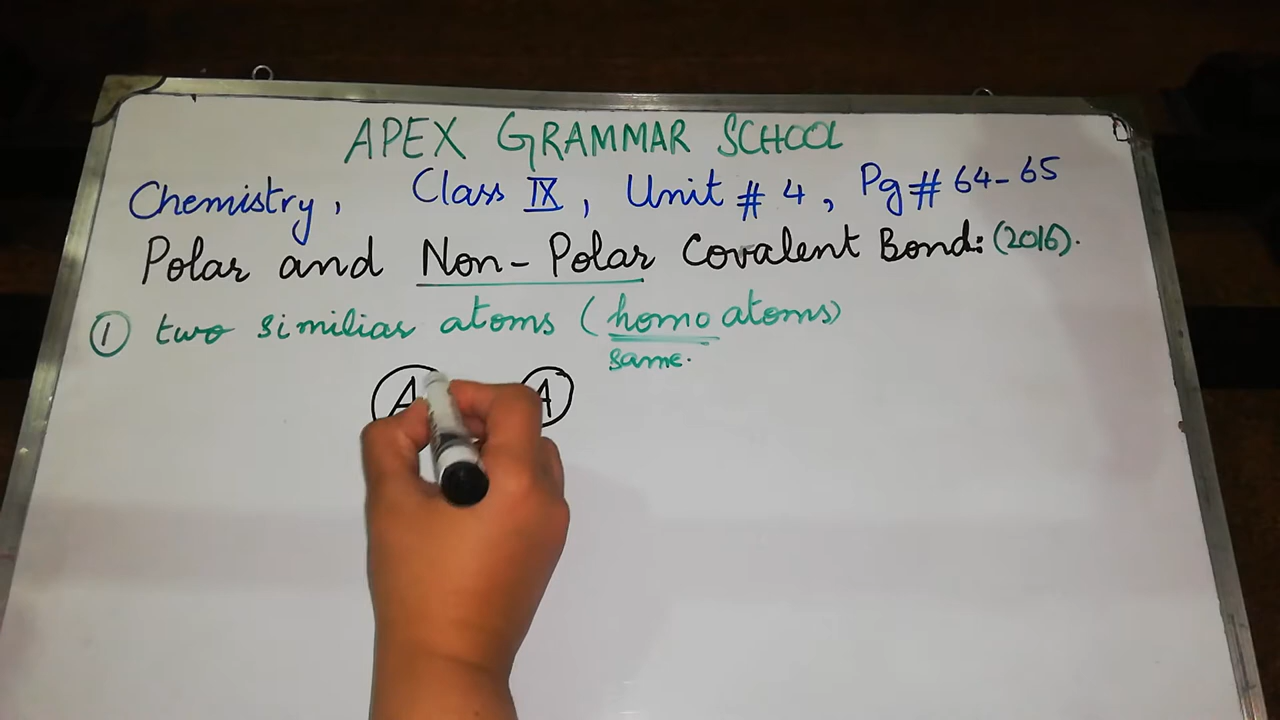 APEX GRAMMAR SCHOOL
Chemistry, Class IX, Unit # 4, Pg # 64-65
Polar and Non-Polar Covalent Bond: (2016).
① two similiar atoms (homo atoms)
same.
A A